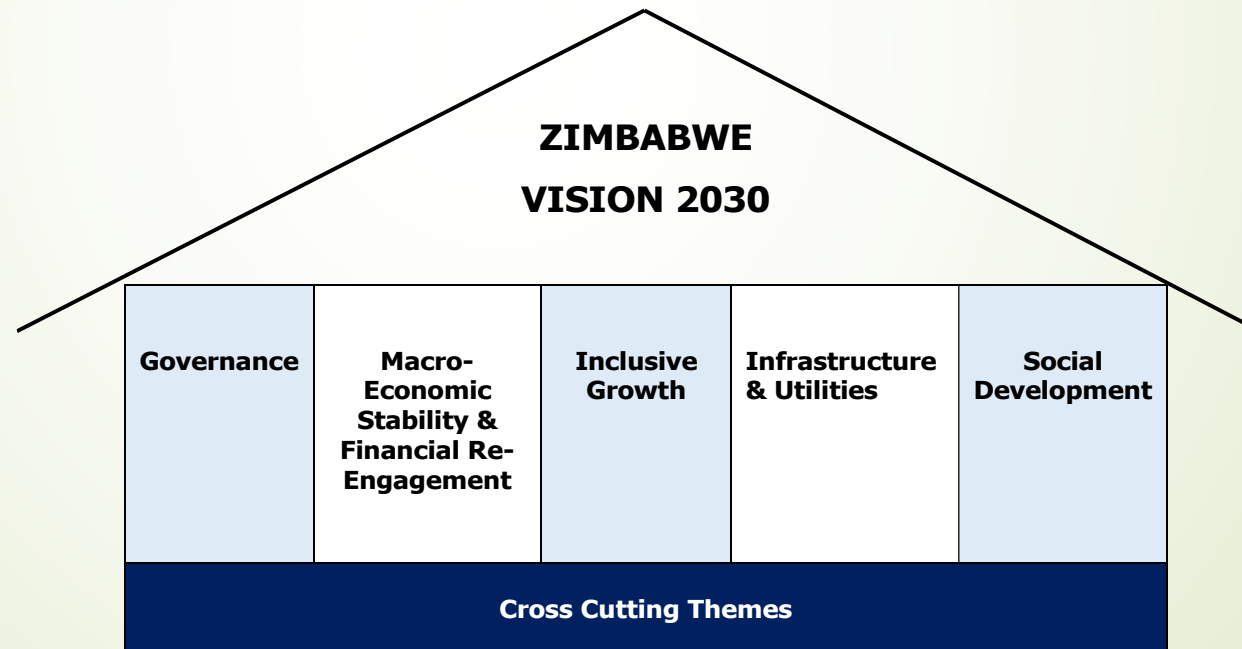 ZIMBABWE
VISION 2030
Governance
Macro-
Economic
Stability &
Financial Re-
Engagement
Inclusive
Growth
Infrastructure
& Utilities
Social
Development
Cross Cutting Themes